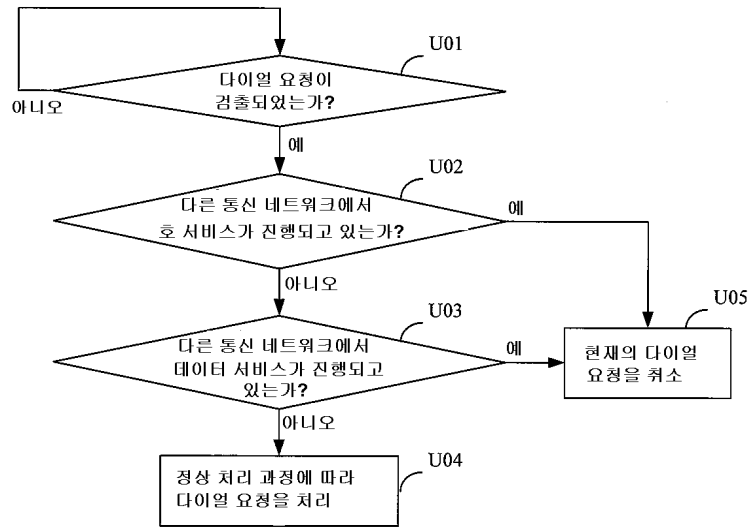 U01
다이얼 요청이
검출되었는가?
아니오
예
U02
다른 통신 네트워크에서
호 서비스가 진행되고 있는가?
예
아니오
U03
다른 통신 네트워크에서
데이터 서비스가 진행되고
있는가?
예
U05
현재의 다이얼
요청을 취소
아니오
U04
정상 처리 과정에 따라
다이얼 요청을 처리